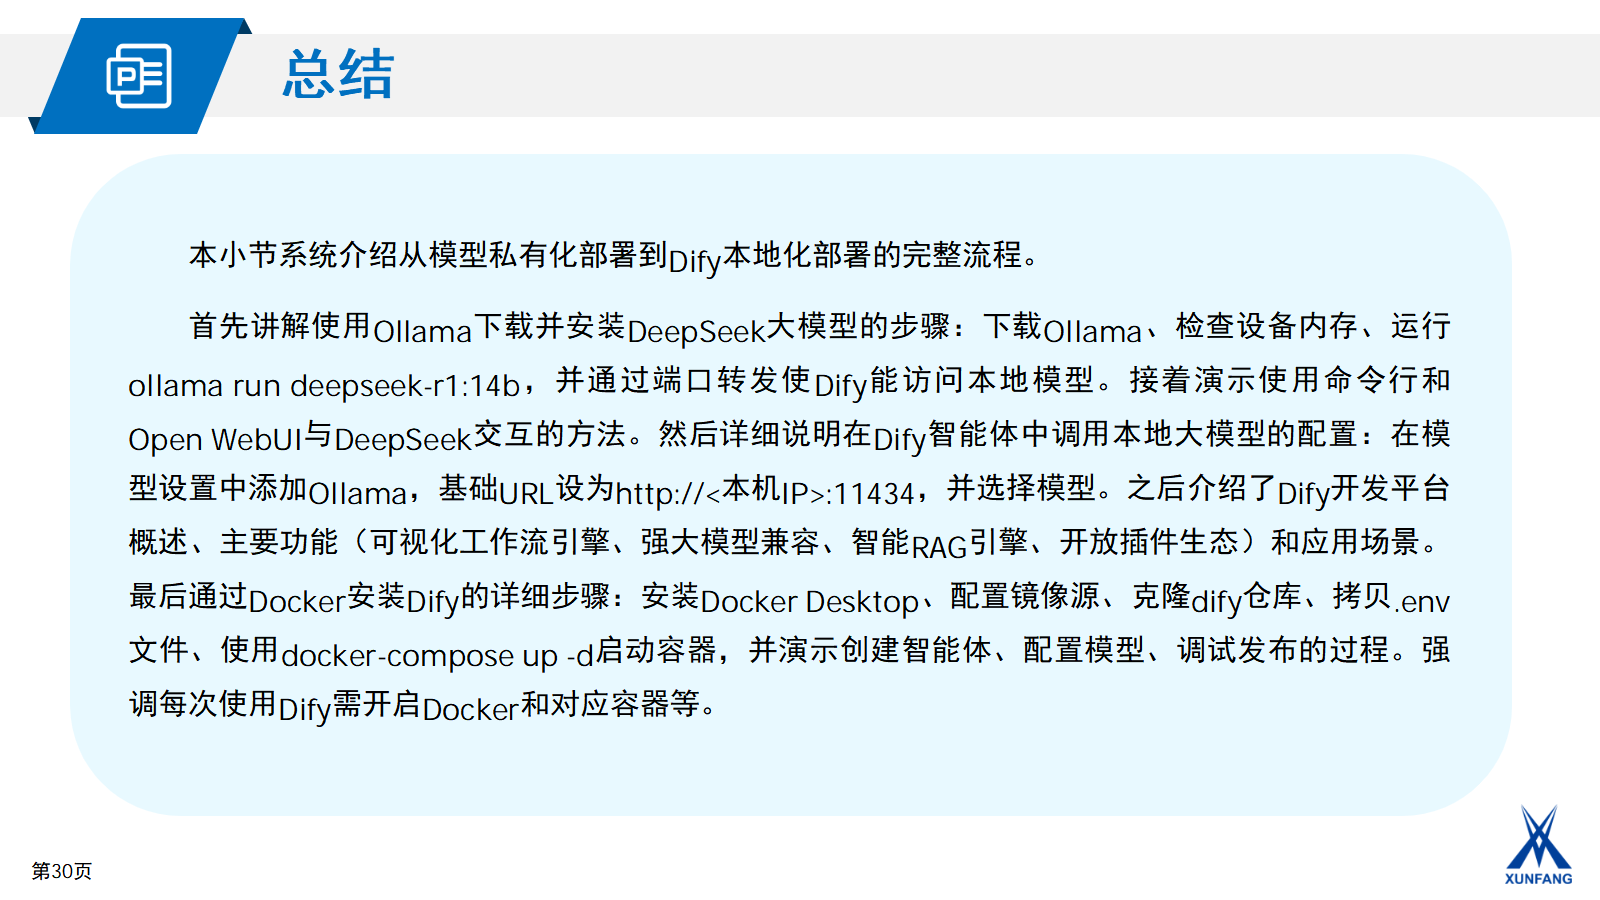 总结
本小节系统介绍从模型私有化部署到Dify本地化部署的完整流程。
首先讲解使用Ollama下载并安装DeepSeek大模型的步骤：下载Ollama、检查设备内存、运行
ollama run deepseek-r1:14b，并通过端口转发使Dify能访问本地模型。接着演示使用命令行和
Open WebUI与DeepSeek交互的方法。然后详细说明在Dify智能体中调用本地大模型的配置：在模
型设置中添加Ollama，基础URL设为http://<本机IP>:11434，并选择模型。之后介绍了Dify开发平台
概述、主要功能（可视化工作流引擎、强大模型兼容、智能RAG引擎、开放插件生态）和应用场景。
最后通过Docker安装Dify的详细步骤：安装Docker Desktop、配置镜像源、克隆dify仓库、拷贝.env
文件、使用docker-compose up -d启动容器，并演示创建智能体、配置模型、调试发布的过程。强
调每次使用Dify需开启Docker和对应容器等。
第30页
XUNFANG